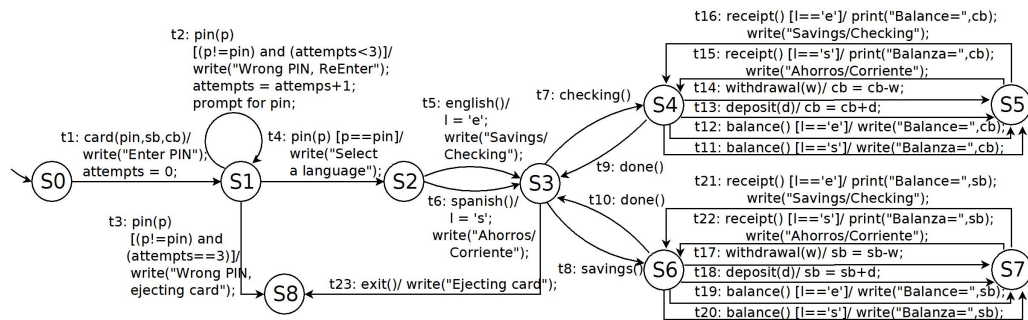 t16: receipt() [l=='e']/ print("Balance=",cb);
write("Savings/Checking");
t15: receipt() [l=='s']/ print("Balanza=",cb);
write("Ahorros/Corriente");
t14: withdrawal(w)/ cb = cb-w;
t13: deposit(d)/ cb = cb+d;
t12: balance() [l=='e']/ write("Balance=",cb);
t11: balance() [l=='s']/ write("Balanza=",cb);
t2: pin(p)
[(p!=pin) and (attempts<3)]/
write("Wrong PIN, ReEnter");
attempts = attemps+1;
prompt for pin;
t1: card(pin,sb,cb)/
write("Enter PIN");
attempts = 0;
t4: pin(p) [p==pin]/
write("Select
a language");
t5: english()/
l = 'e';
write("Savings/
Checking");
t7: checking()
S4
S5
t9: done()
S0
S1
S2
S3
t10: done()
t6: spanish()/
l = 's';
write("Ahorros/
Corriente");
t8: savings()
t3: pin(p)
[(p!=pin) and
(attempts==3)]/
write("Wrong PIN,
ejecting card");
S8
t23: exit()/ write("Ejecting card");
t21: receipt() [l=='e']/ print("Balance=",sb);
write("Savings/Checking");
t22: receipt() [l=='s']/ print("Balanza=",sb);
write("Ahorros/Corriente");
S6
S7
t17: withdrawal(w)/ sb = sb-w;
t18: deposit(d)/ sb = sb+d;
t19: balance() [l=='e']/ write("Balance=",sb);
t20: balance() [l=='s']/ write("Balanza=",sb);